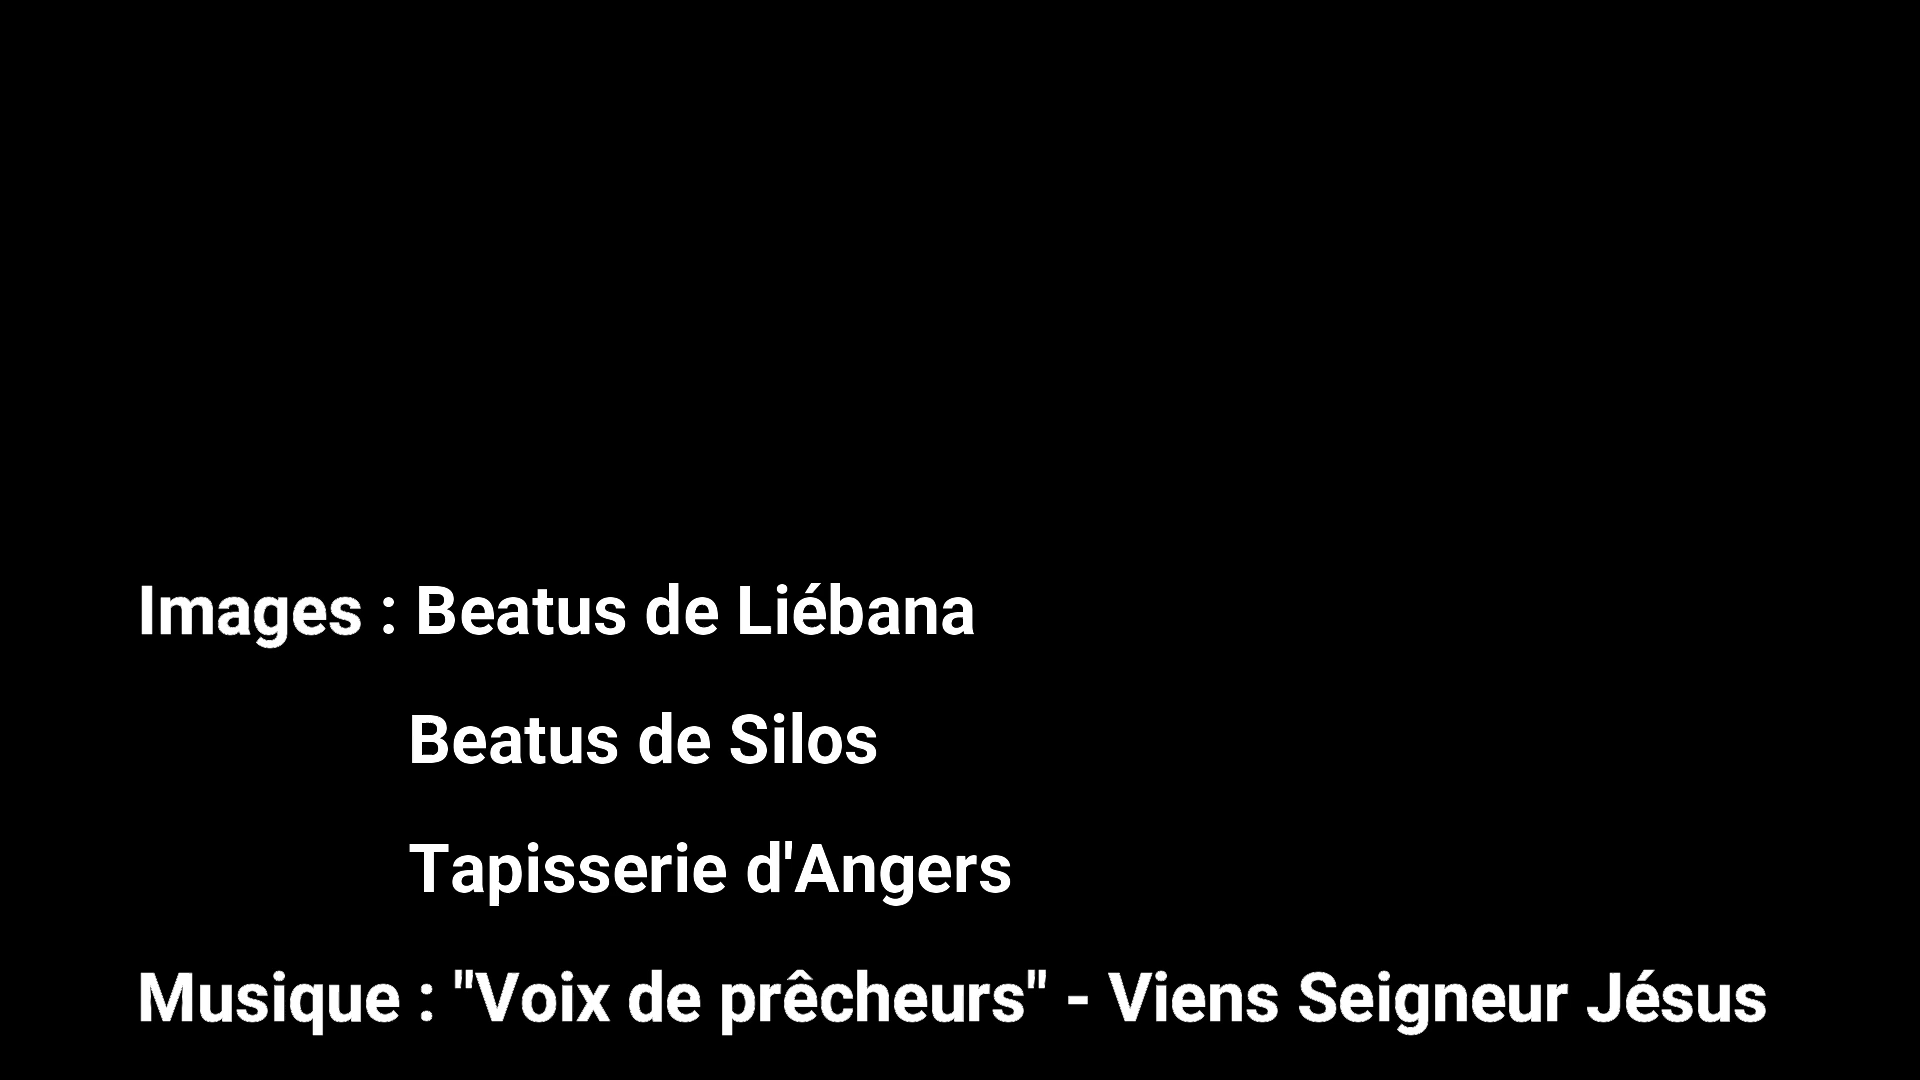 Images : Beatus de Liébana
Beatus de Silos
Tapisserie d'Angers
Musique : "Voix de prêcheurs" - Viens Seigneur Jésus